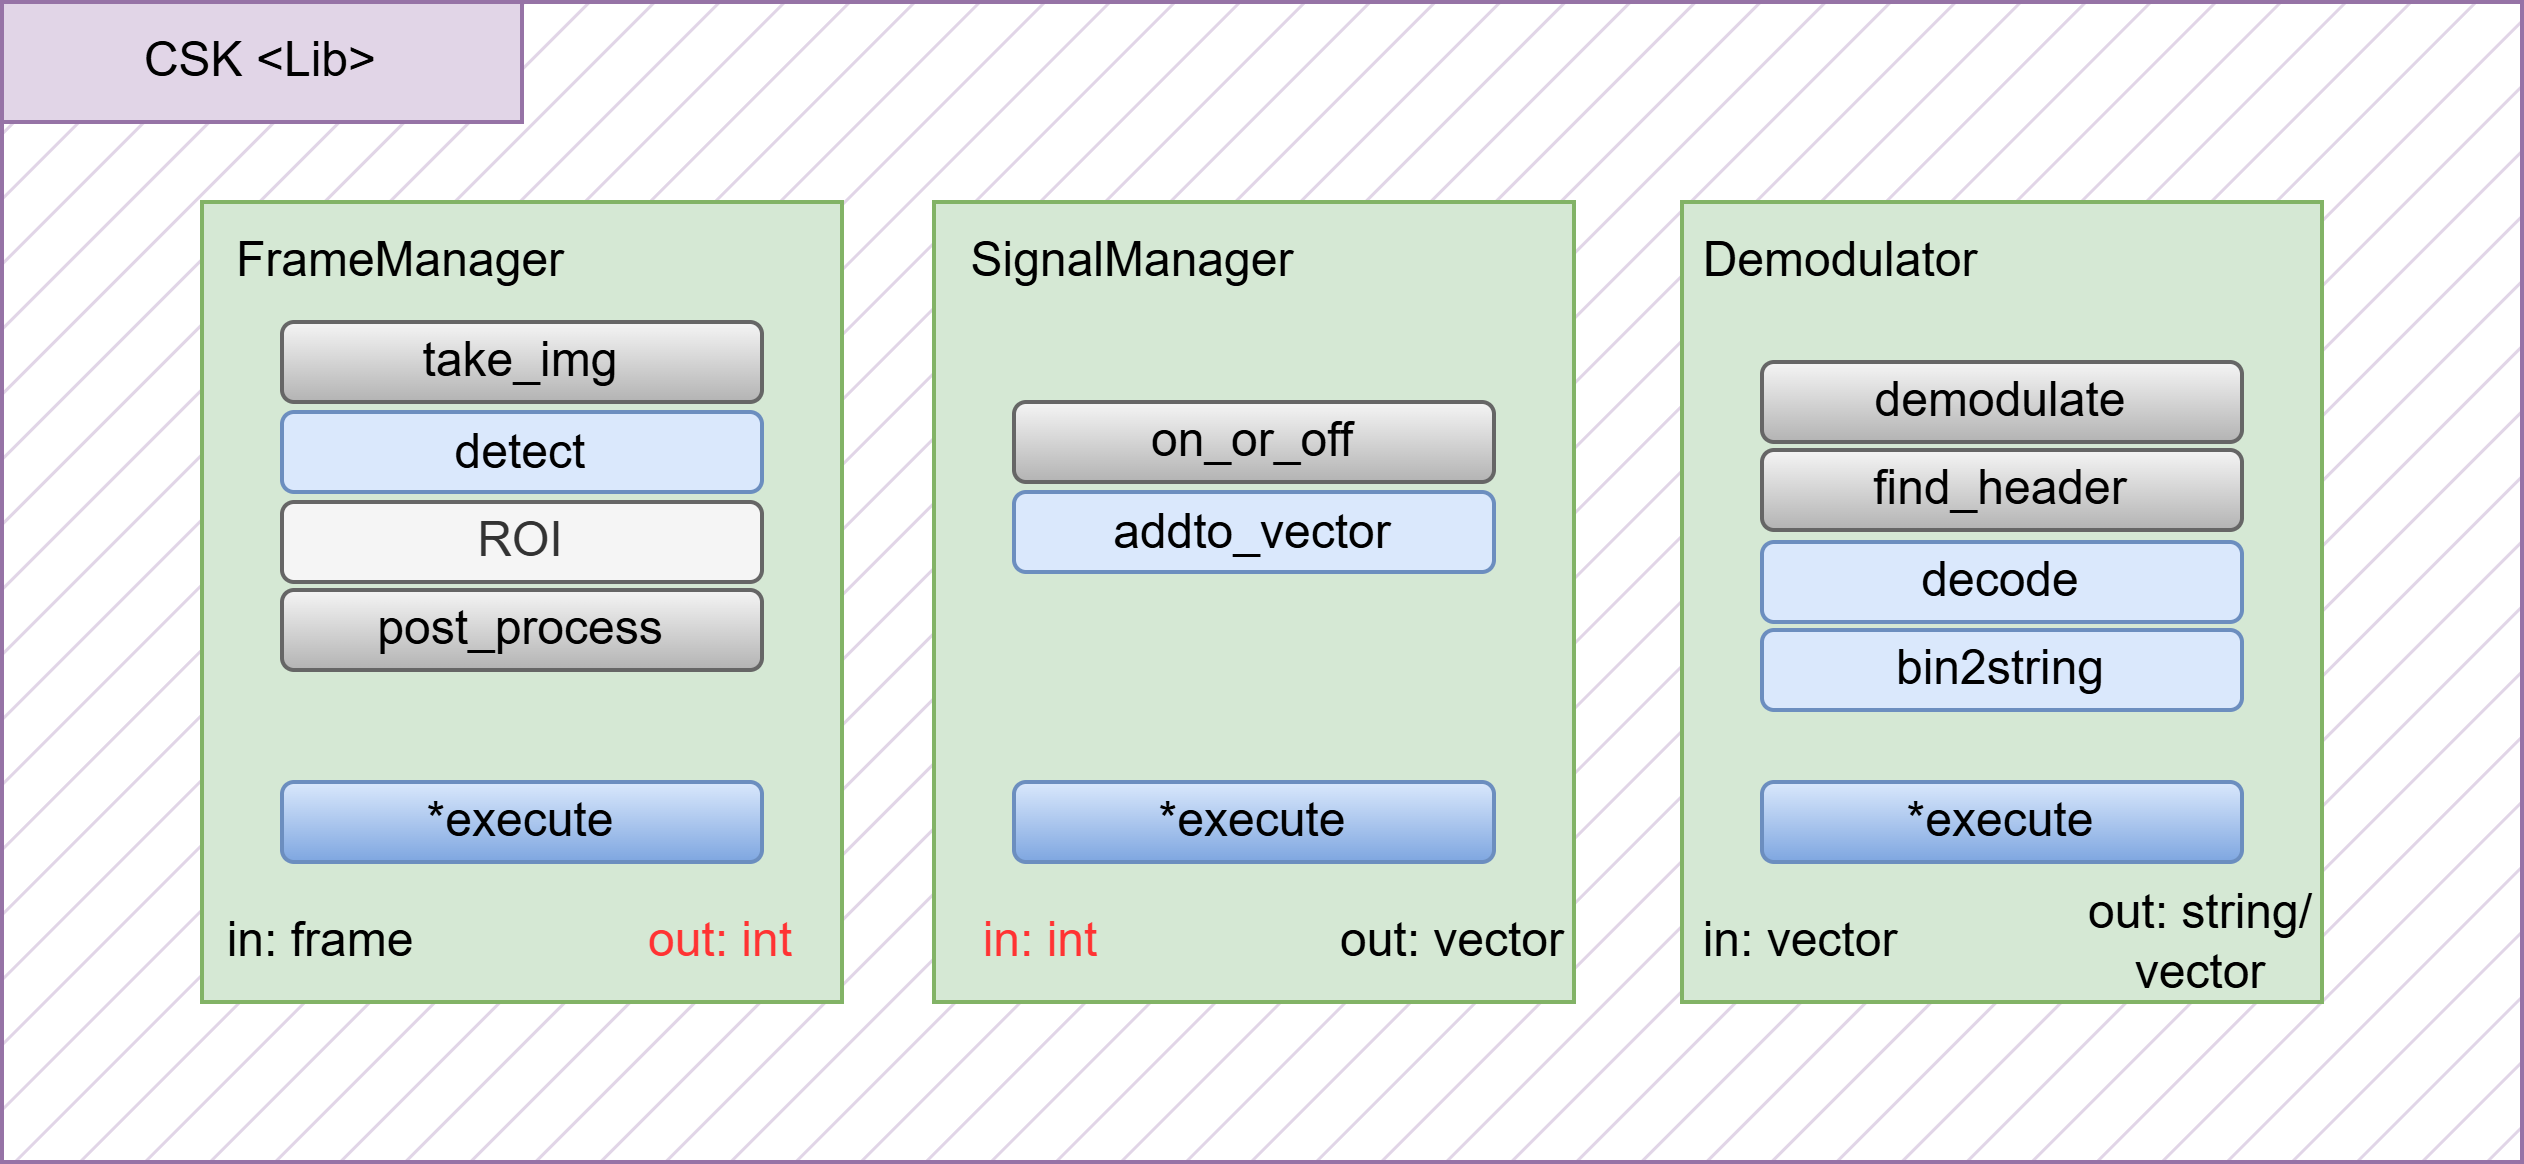 CSK <Lib>
FrameManager
take_img
detect
ROI
post_process
*execute
in: frame
out: int
SignalManager
on_or_off
addto_vector
*execute
in: int
out: vector
Demodulator
demodulate
find_header
decode
bin2string
*execute
in: vector
out: string/
vector